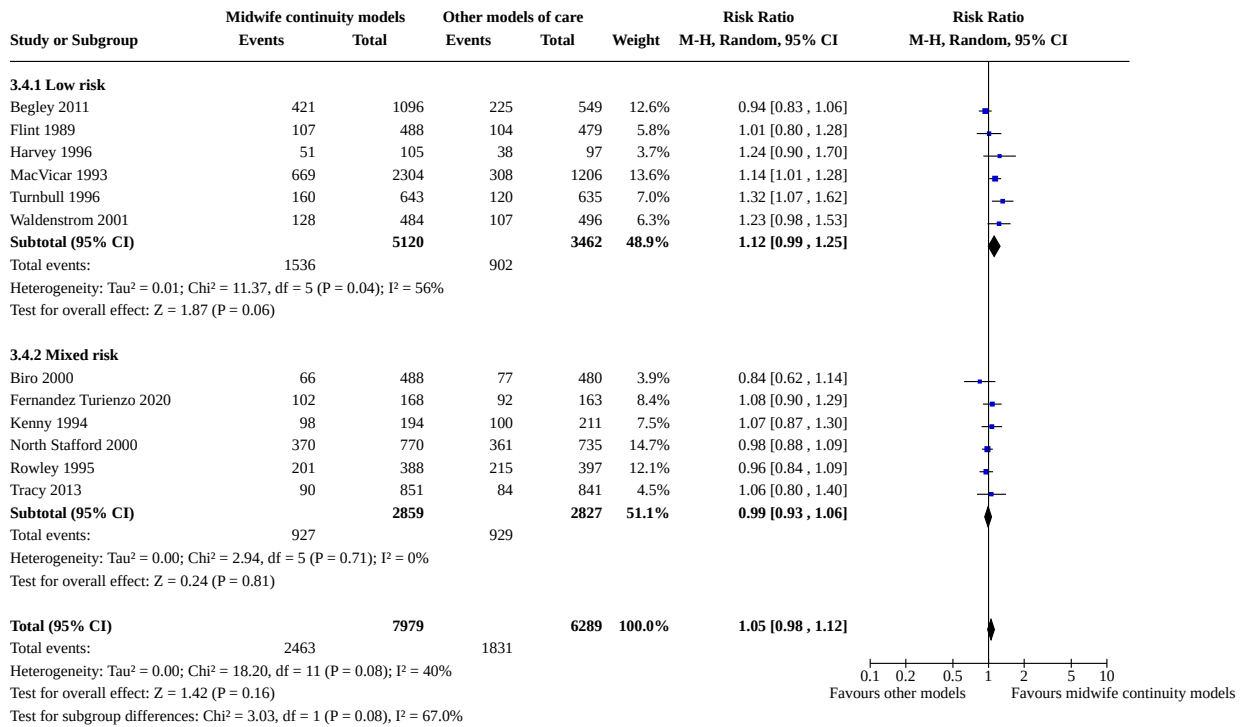 Midwife continuity models Other models of care Risk Ratio Risk Ratio
Study or Subgroup Events Total Events Total Weight M-H, Random, 95% CI M-H, Random, 95% CI
3.4.1 Low risk
Begley 2011 421 1096 225 549 12.6% 0.94 [0.83 , 1.06]
Flint 1989 107 488 104 479 5.8% 1.01 [0.80 , 1.28]
Harvey 1996 51 105 38 97 3.7% 1.24 [0.90 , 1.70]
MacVicar 1993 669 2304 308 1206 13.6% 1.14 [1.01 , 1.28]
Turnbull 1996 160 643 120 635 7.0% 1.32 [1.07 , 1.62]
Waldenstrom 2001 128 484 107 496 6.3% 1.23 [0.98 , 1.53]
Subtotal (95% CI) 5120 3462 48.9% 1.12 [0.99 , 1.25]
Total events: 1536 902
Heterogeneity: Tau² = 0.01; Chi² = 11.37, df = 5 (P = 0.04); I² = 56%
Test for overall effect: Z = 1.87 (P = 0.06)
3.4.2 Mixed risk
Biro 2000 66 488 77 480 3.9% 0.84 [0.62 , 1.14]
Fernandez Turienzo 2020 102 168 92 163 8.4% 1.08 [0.90 , 1.29]
Kenny 1994 98 194 100 211 7.5% 1.07 [0.87 , 1.30]
North Stafford 2000 370 770 361 735 14.7% 0.98 [0.88 , 1.09]
Rowley 1995 201 388 215 397 12.1% 0.96 [0.84 , 1.09]
Tracy 2013 90 851 84 841 4.5% 1.06 [0.80 , 1.40]
Subtotal (95% CI) 2859 2827 51.1% 0.99 [0.93 , 1.06]
Total events: 927 929
Heterogeneity: Tau² = 0.00; Chi² = 2.94, df = 5 (P = 0.71); I² = 0%
Test for overall effect: Z = 0.24 (P = 0.81)
Total (95% CI) 7979 6289 100.0% 1.05 [0.98 , 1.12]
Total events: 2463 1831
Heterogeneity: Tau² = 0.00; Chi² = 18.20, df = 11 (P = 0.08); I² = 40%
0.1 0.2 0.5 1 2 5 10
Test for overall effect: Z = 1.42 (P = 0.16)
Favours other models Favours midwife continuity models
Test for subgroup differences: Chi² = 3.03, df = 1 (P = 0.08), I² = 67.0%